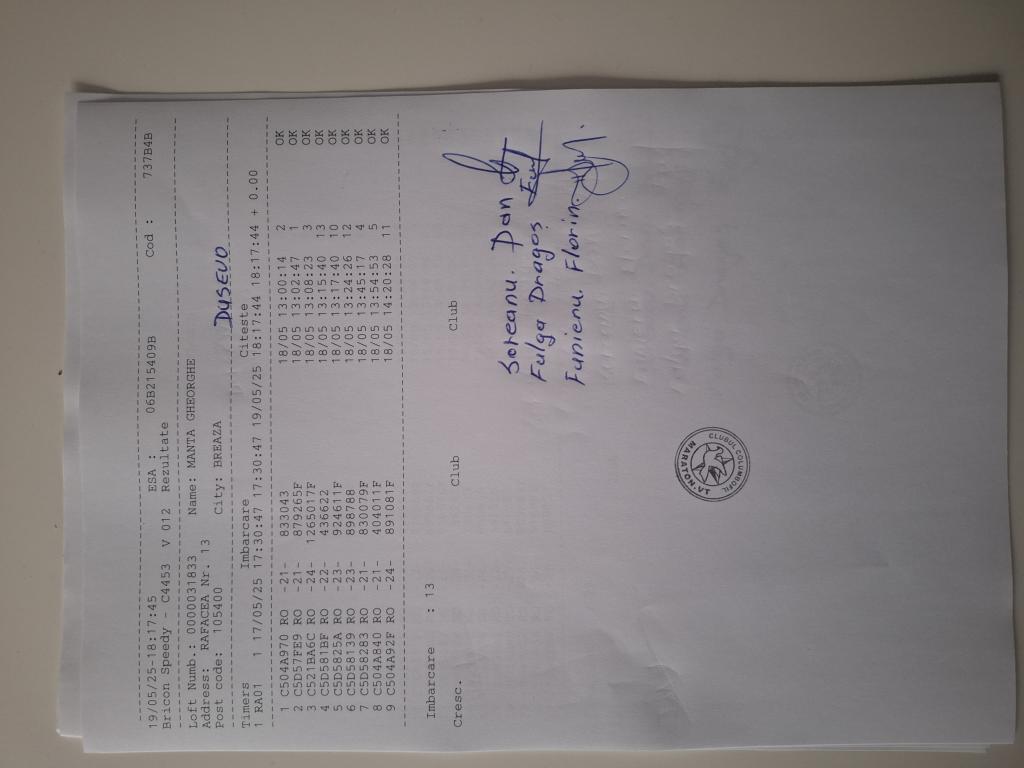 19/05/25-18:17:45 ESA : 06B215409B Cod : 737B4B
Bricon Speedy - C4453 V 012 Rezultate
Loft Numb.: 0000031833 Name: MANTA GHEORGHE
Address: RAFACEA Nr. 13
Post code: 105400 City: BREAZA DUSEVO
Timers Imbarcare Citeste
1 RA01 1 17/05/25 17:30:47 17:30:47 19/05/25 18:17:44 18:17:44 + 0.00
1 C504A970 RO -21- 833043 18/05 13:00:14 2 OK
2 C5D57FE9 RO -21- 879265F 18/05 13:02:47 1 OK
3 C521BA6C RO -24- 1265017F 18/05 13:08:23 3 OK
4 C5D581BF RO -22- 436622 18/05 13:15:40 13 OK
5 C5D5825A RO -23- 924611F 18/05 13:17:40 10 OK
6 C5D58139 RO -23- 898788 18/05 13:24:26 12 OK
7 C5D58283 RO -21- 830079F 18/05 13:45:17 4 OK
8 C504A840 RO -21- 404011F 18/05 13:54:53 5 OK
9 C504A92F RO -24- 891081F 18/05 14:20:28 11 OK
Imbarcare : 13
Cresc. Club Club
Soreanu. Dan
Fulga Dragos
Funienu. Florin
CLUBUL COLUMBOFIL
MARATON